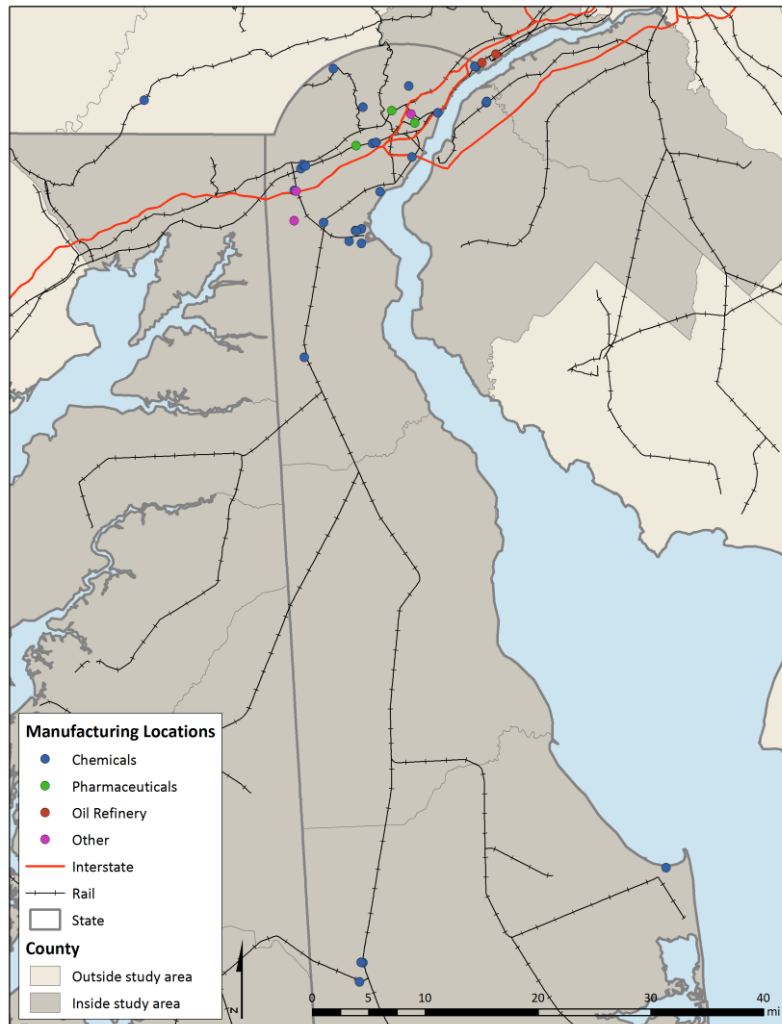 Manufacturing Locations
Chemicals
Pharmaceuticals
Oil Refinery
Other
Interstate
Rail
State
County
Outside study area
Inside study area
N
0 5 10 20 30 40
mi